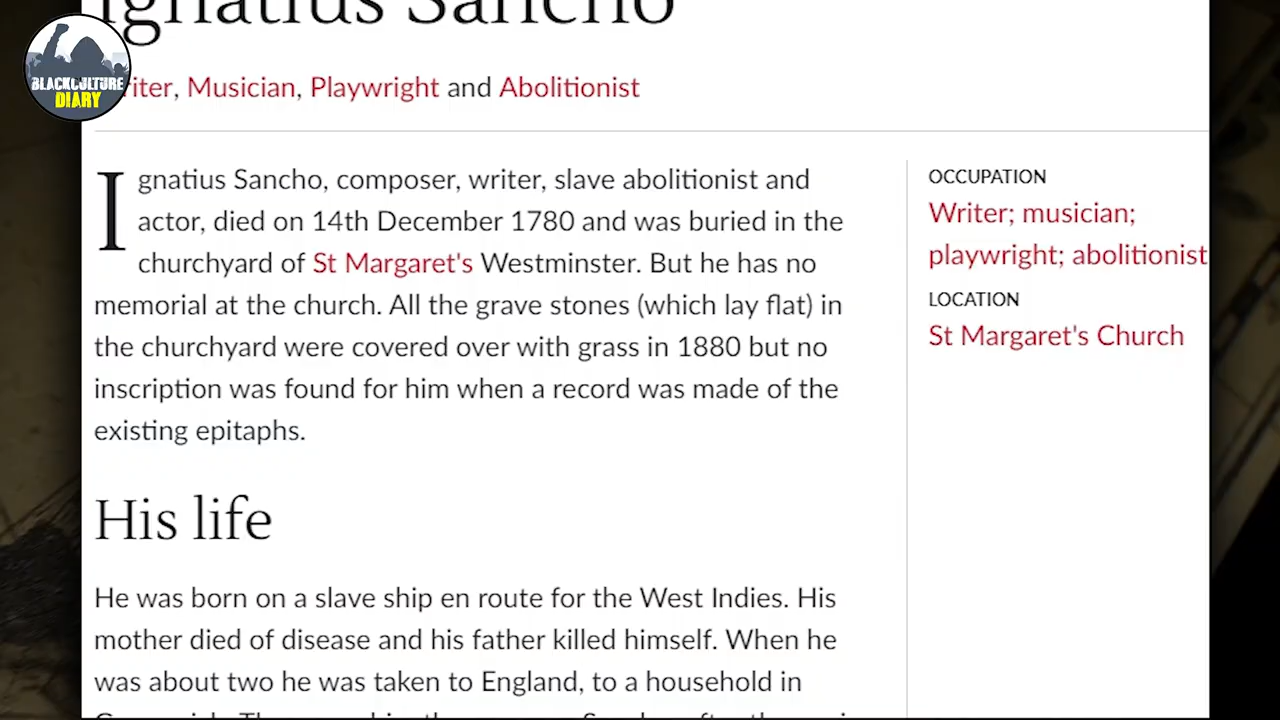 Ignatius Sancho
BLACKCULTURE
DIARY
riter, Musician, Playwright and Abolitionist
Ignatius Sancho, composer, writer, slave abolitionist and
actor, died on 14th December 1780 and was buried in the
churchyard of St Margaret's Westminster. But he has no
memorial at the church. All the grave stones (which lay flat) in
the churchyard were covered over with grass in 1880 but no
inscription was found for him when a record was made of the
existing epitaphs.
His life
He was born on a slave ship en route for the West Indies. His
mother died of disease and his father killed himself. When he
was about two he was taken to England, to a household in
OCCUPATION
Writer; musician;
playwright; abolitionist
LOCATION
St Margaret's Church